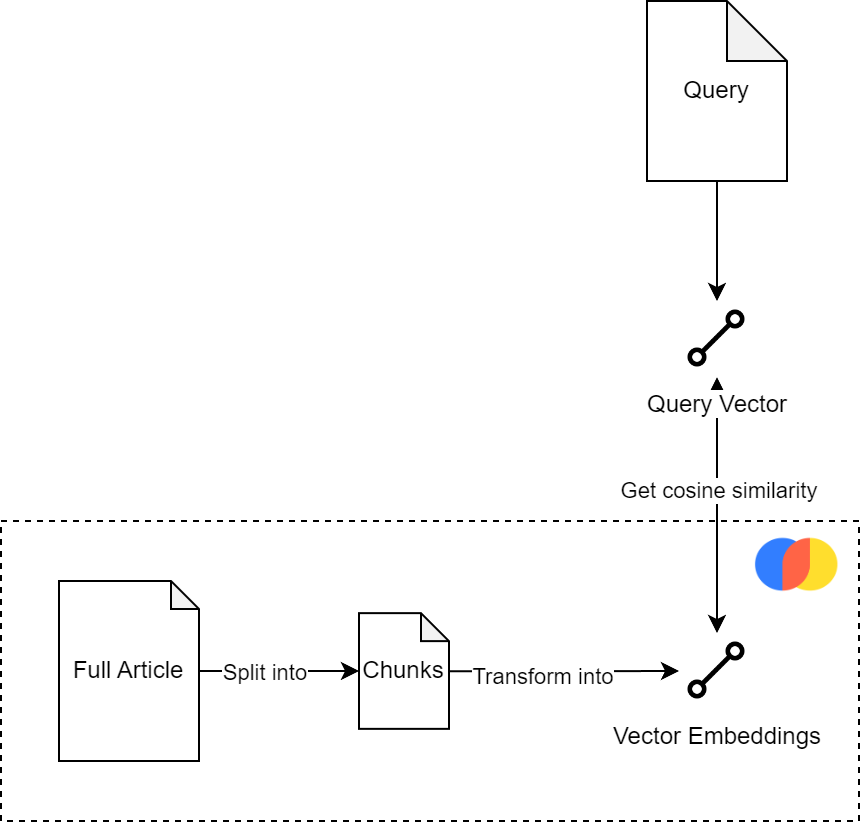 Query
Query Vector
Get cosine similarity
Full Article
Split into
Chunks
Transform into
Vector Embeddings